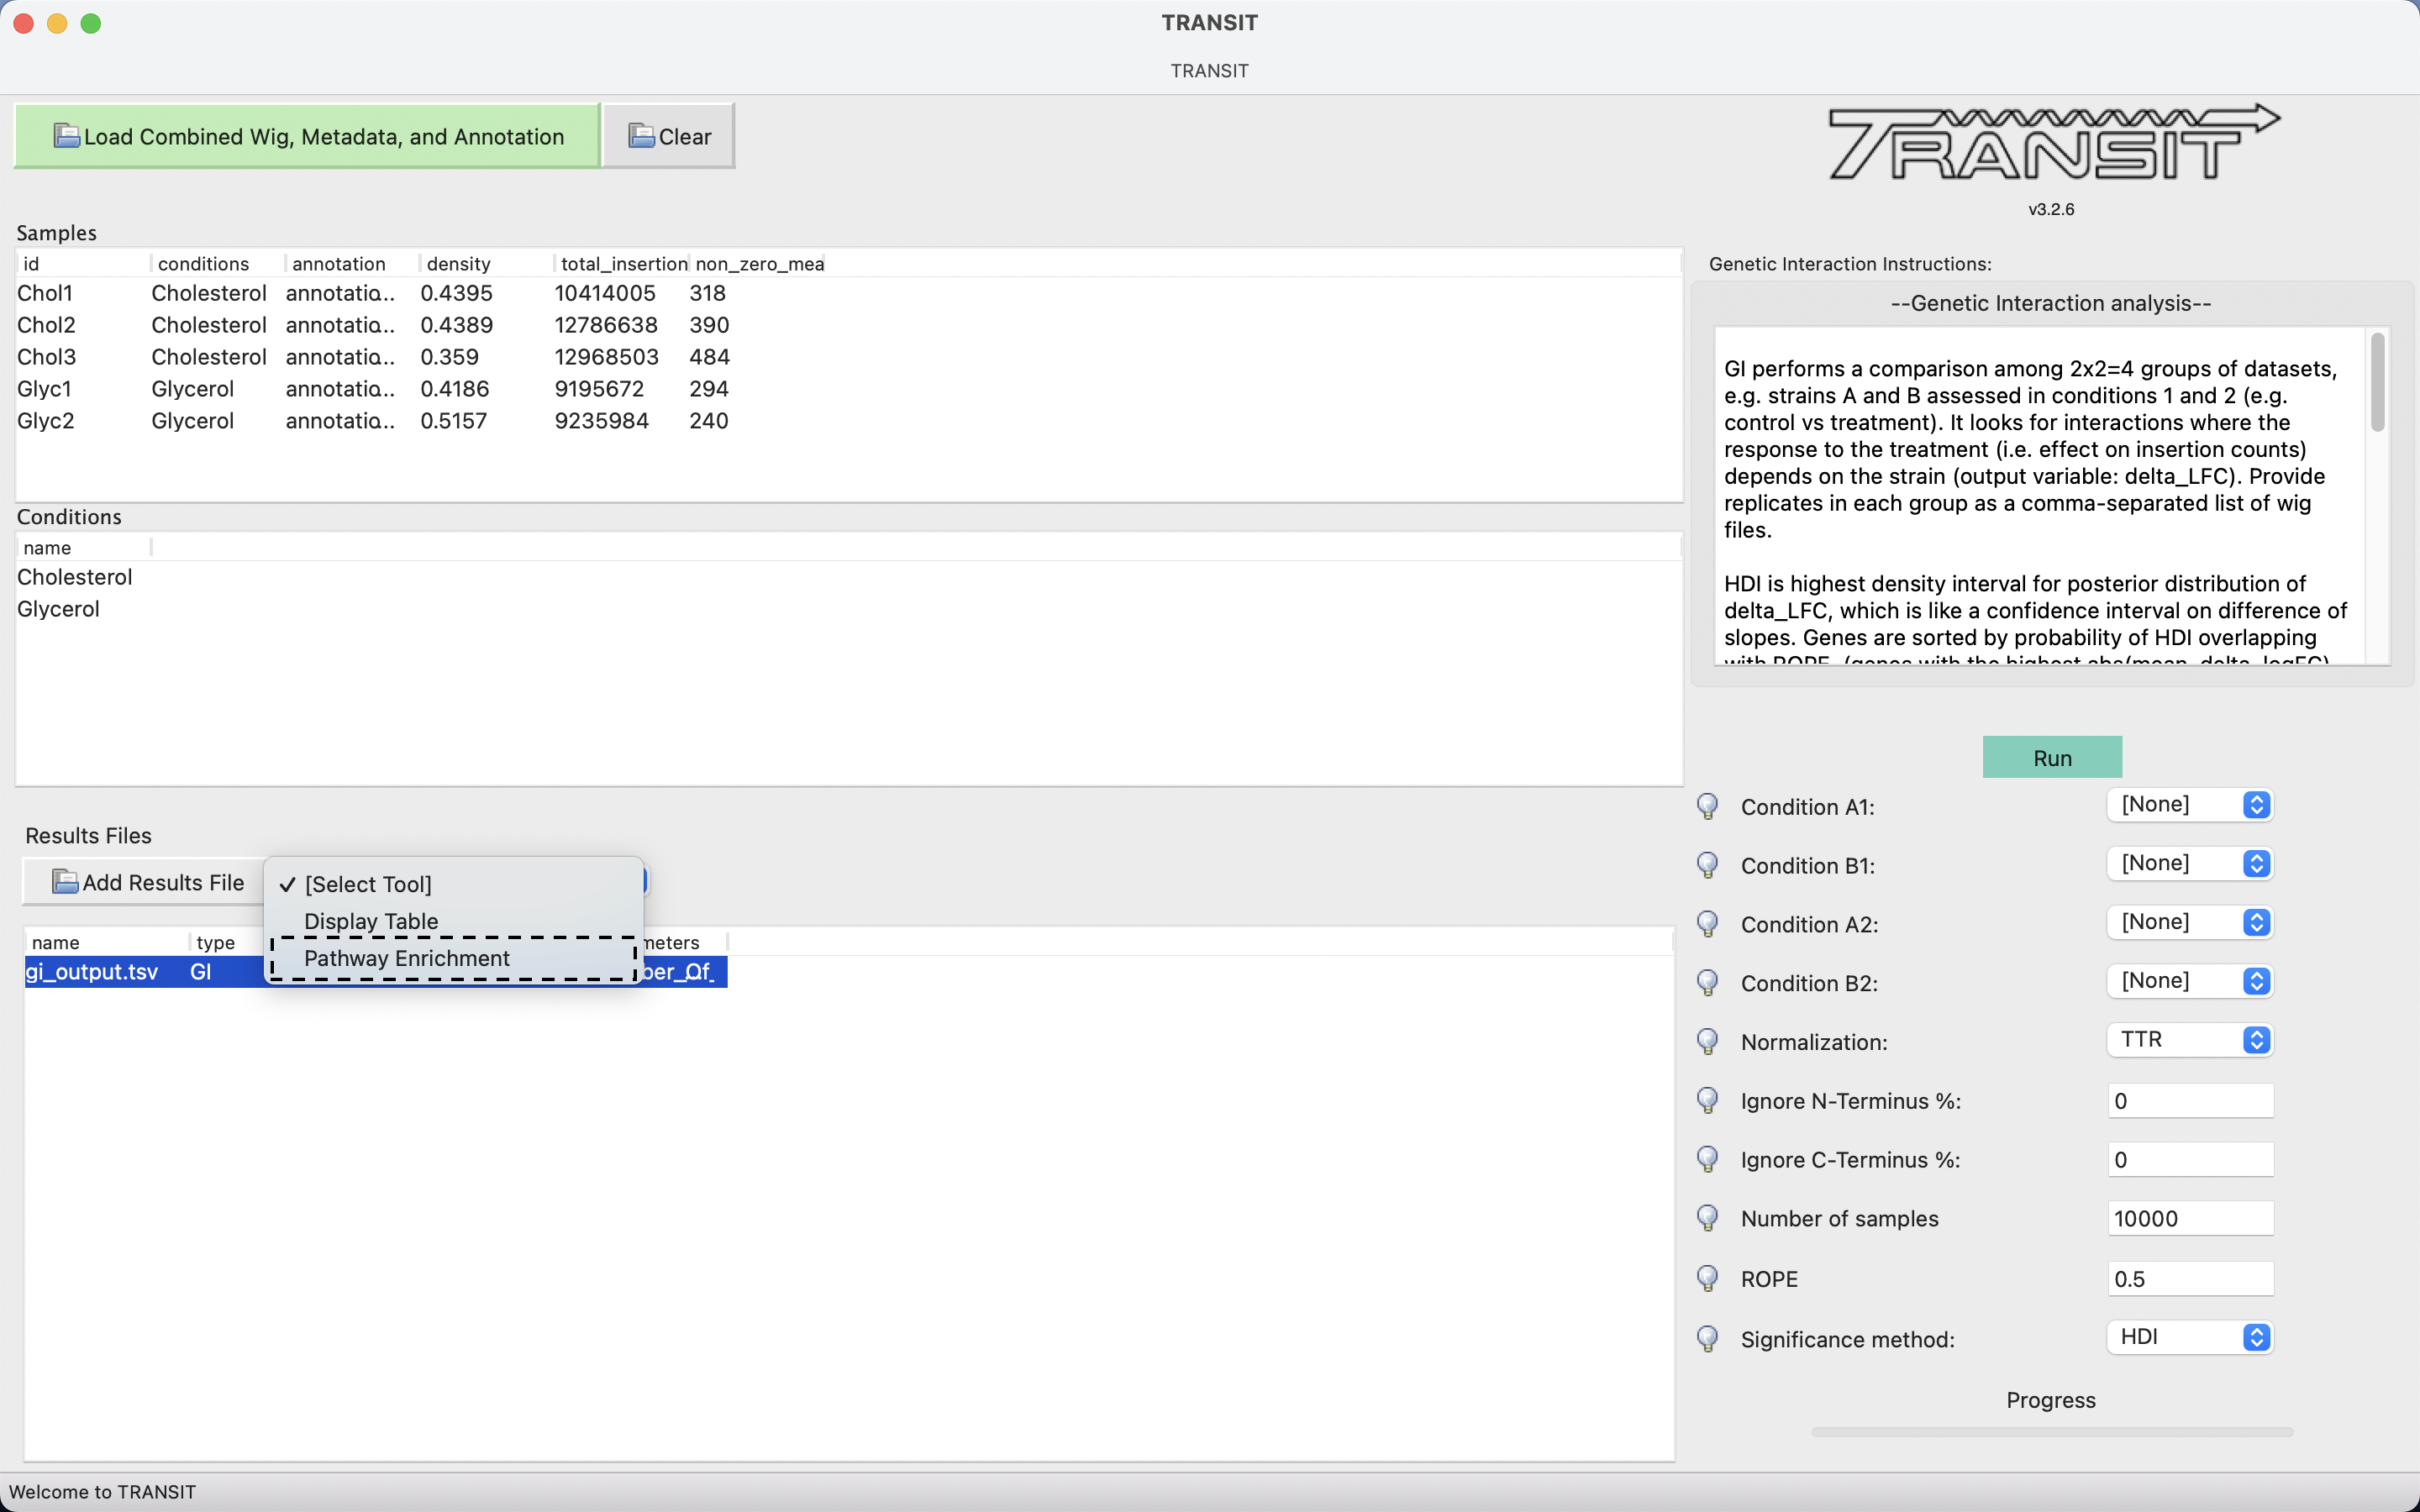 TRANSIT
TRANSIT
Load Combined Wig, Metadata, and Annotation
Clear
TRANSIT
v3.2.6
Samples
id conditions annotation density total_insertion non_zero_mea
Chol1 Cholesterol annotatio... 0.4395 10414005 318
Chol2 Cholesterol annotatio... 0.4389 12786638 390
Chol3 Cholesterol annotatio... 0.359 12968503 484
Glyc1 Glycerol annotatio... 0.4186 9195672 294
Glyc2 Glycerol annotatio... 0.5157 9235984 240
Conditions
name
Cholesterol
Glycerol
Results Files
Add Results File
[Select Tool]
Display Table
Pathway Enrichment
name type meters
gi_output.tsv GI ber_Of_
Genetic Interaction Instructions:
--Genetic Interaction analysis--
GI performs a comparison among 2x2=4 groups of datasets,
e.g. strains A and B assessed in conditions 1 and 2 (e.g.
control vs treatment). It looks for interactions where the
response to the treatment (i.e. effect on insertion counts)
depends on the strain (output variable: delta_LFC). Provide
replicates in each group as a comma-separated list of wig
files.
HDI is highest density interval for posterior distribution of
delta_LFC, which is like a confidence interval on difference of
slopes. Genes are sorted by probability of HDI overlapping
with ROPE. (genes with the highest abs(mean_delta_logFC)
Run
Condition A1: [None]
Condition B1: [None]
Condition A2: [None]
Condition B2: [None]
Normalization: TTR
Ignore N-Terminus %: 0
Ignore C-Terminus %: 0
Number of samples 10000
ROPE 0.5
Significance method: HDI
Progress
Welcome to TRANSIT